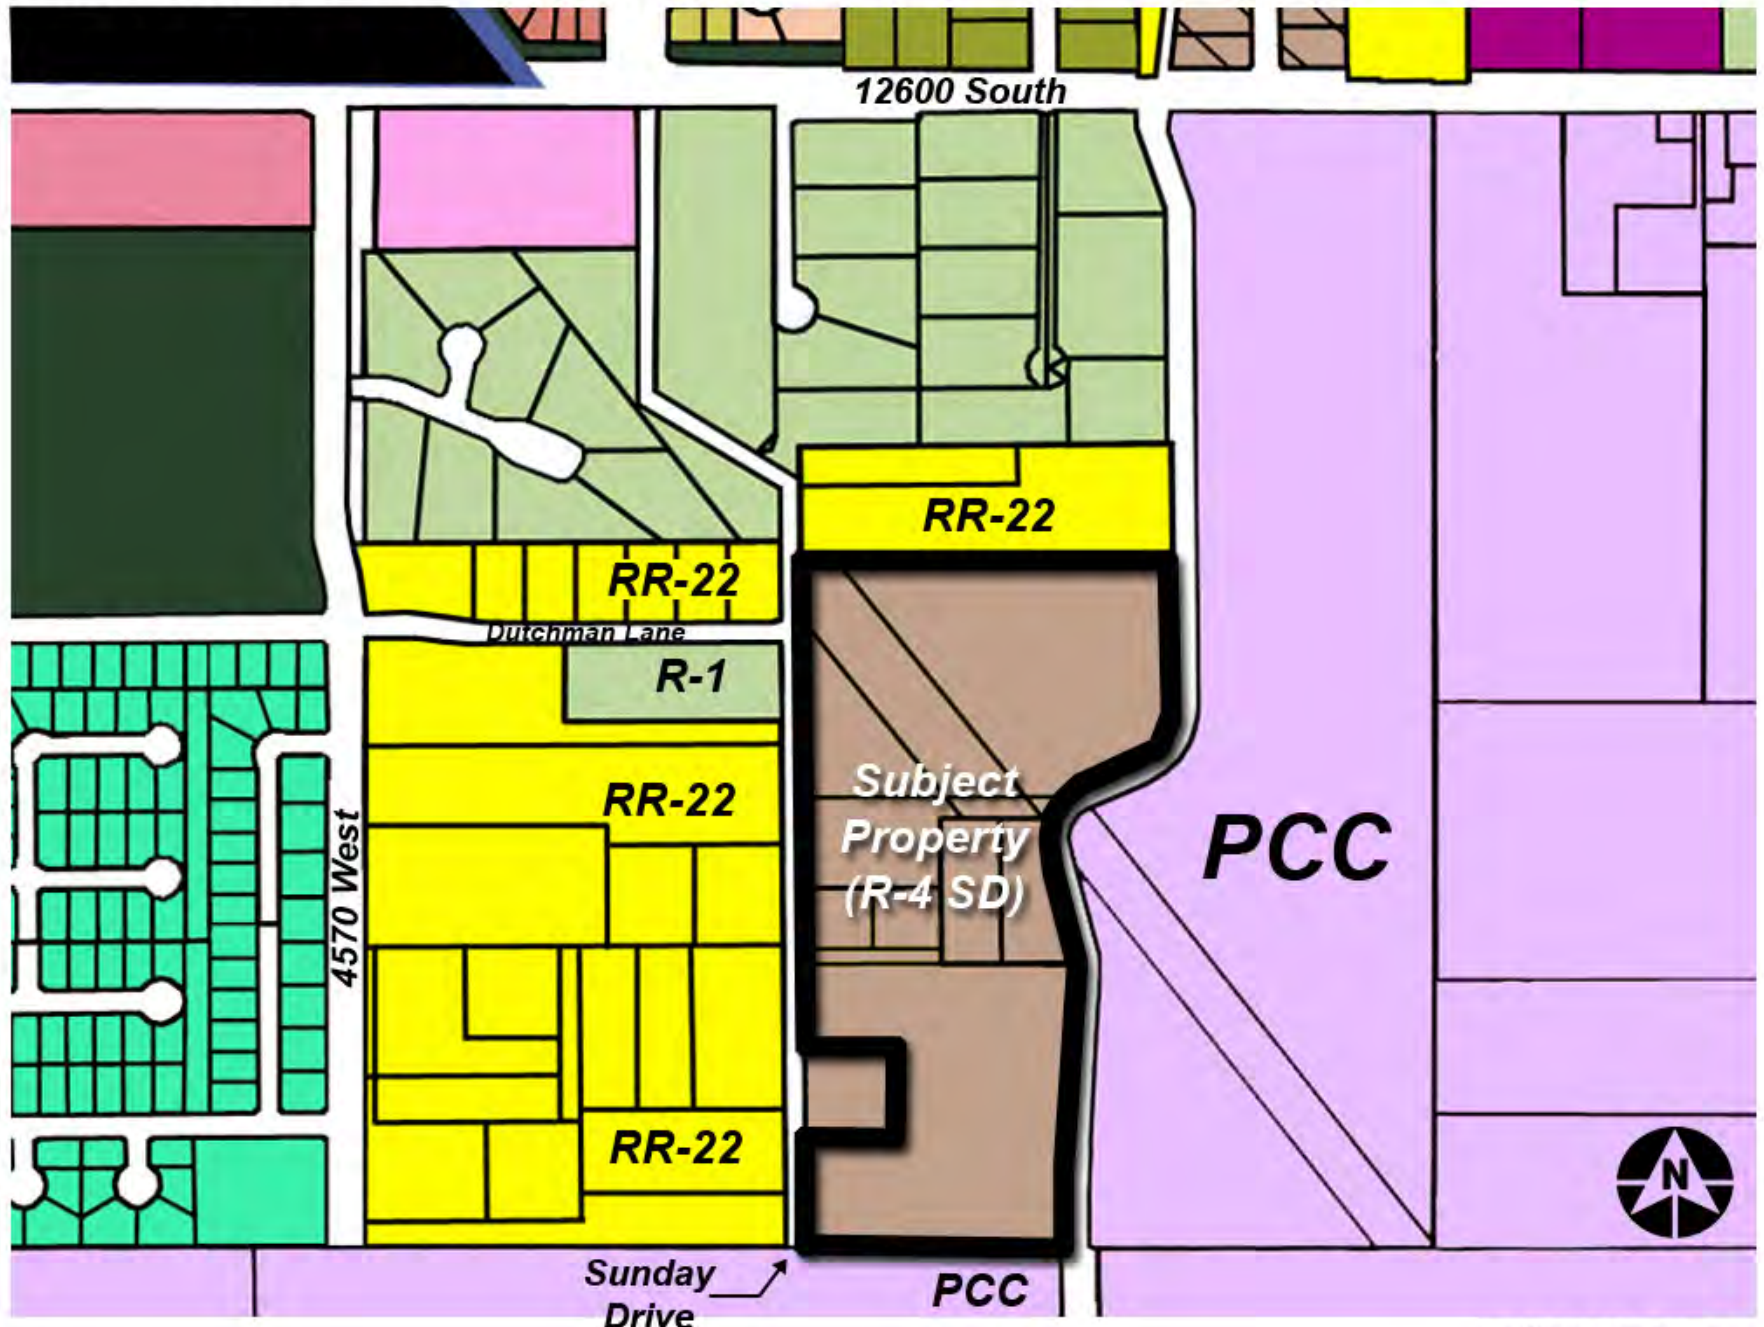 12600 South
RR-22
RR-22
Dutchman Lane
R-1
Subject
Property
(R-4 SD)
RR-22
PCC
4570 West
RR-22
N
Sunday
Drive
PCC